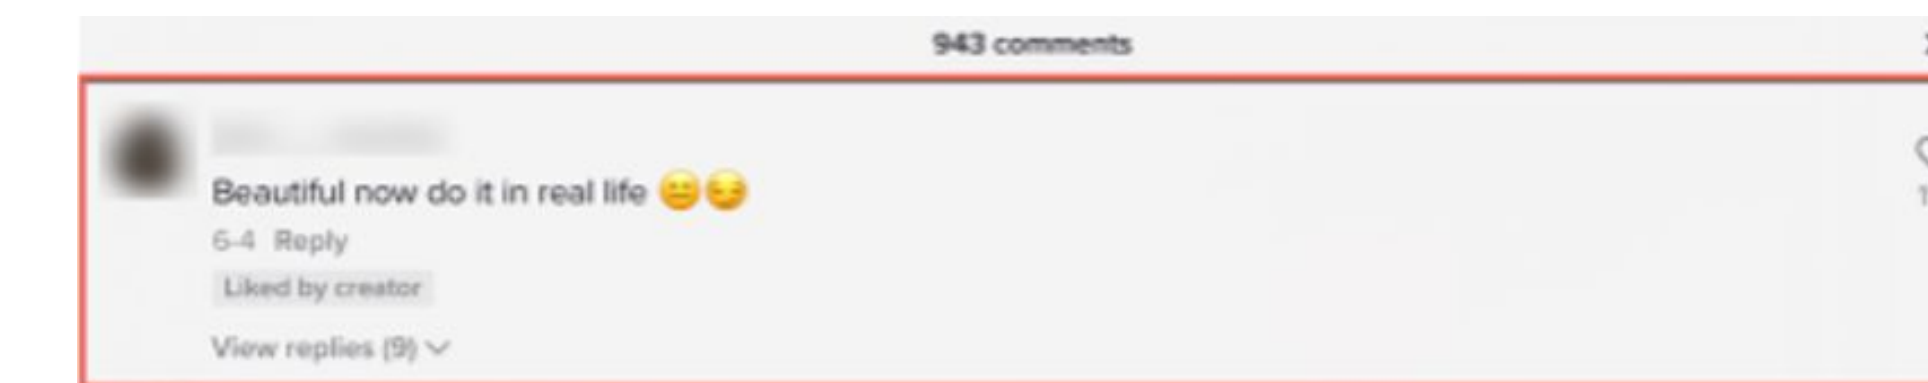 943 comments
Beautiful now do it in real life 😑😏
6-4 Reply
Liked by creator
View replies (9)